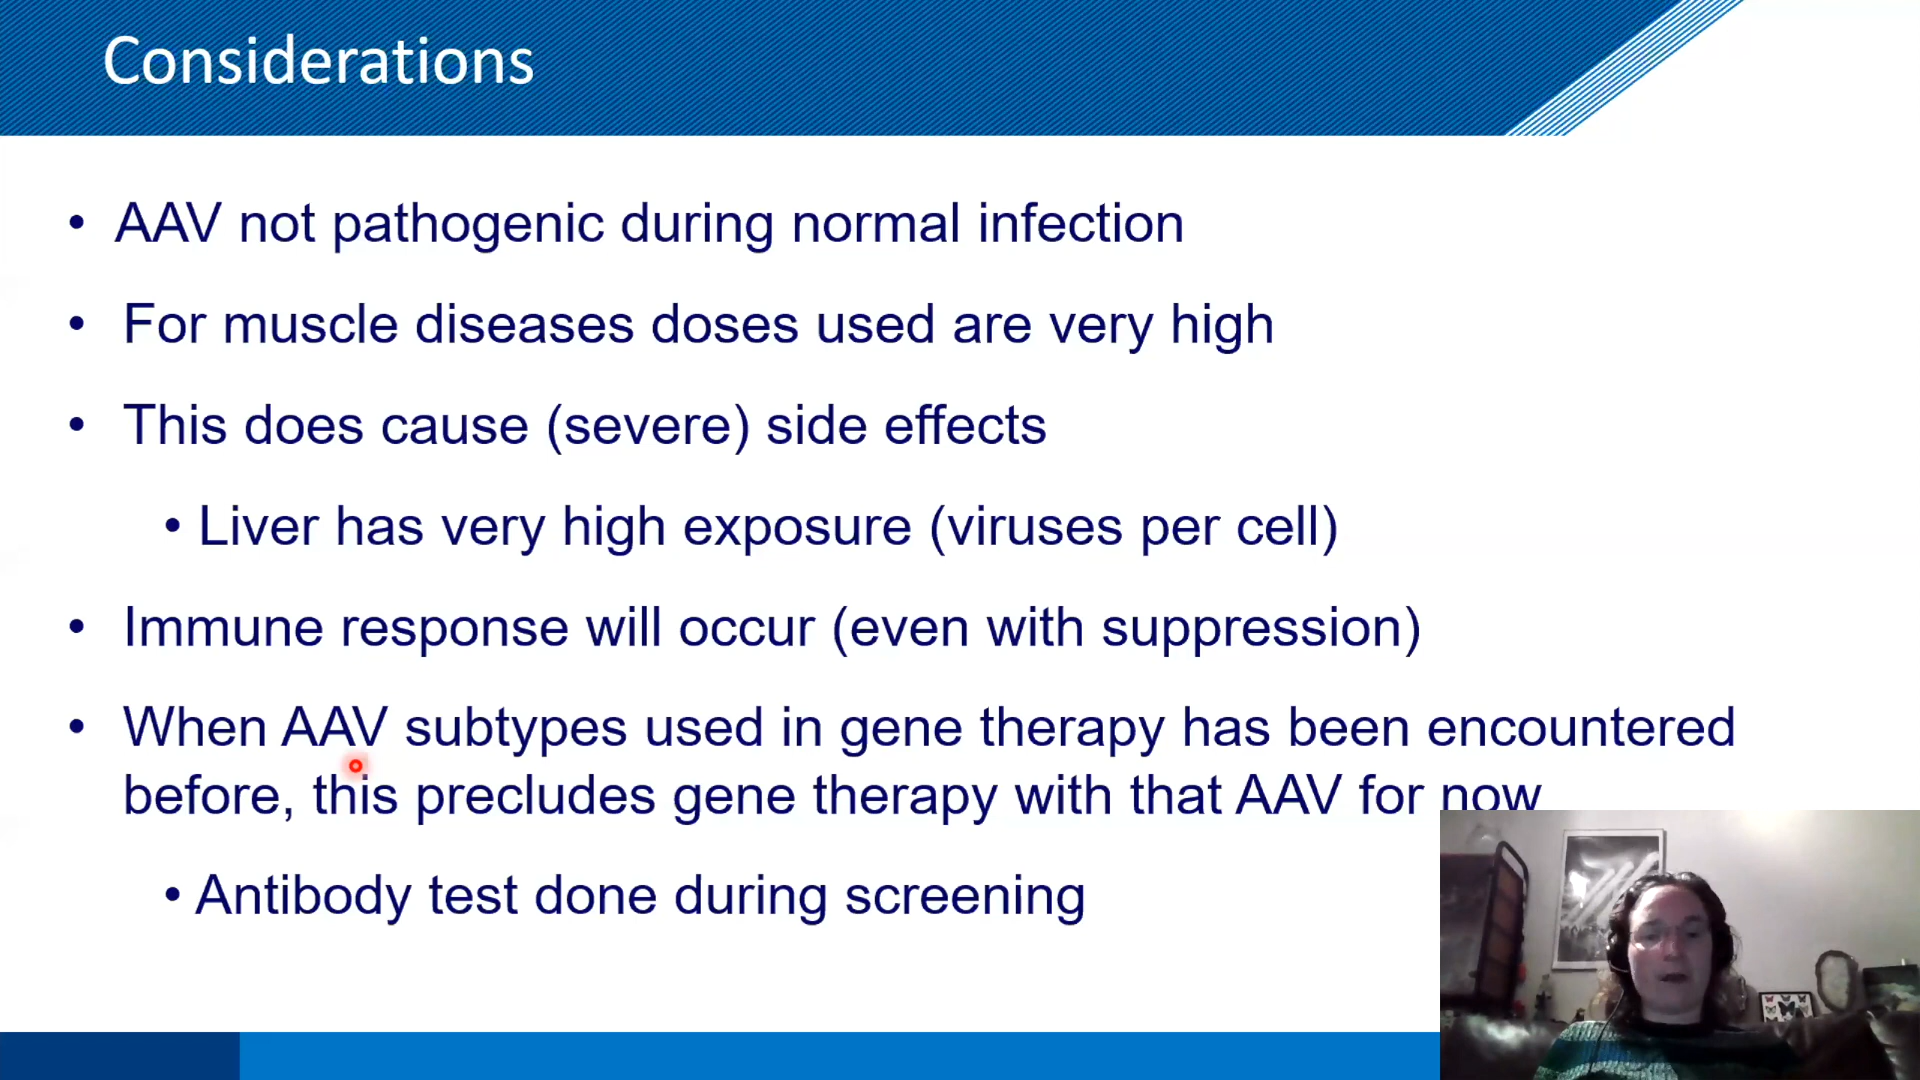 Considerations
• AAV not pathogenic during normal infection
• For muscle diseases doses used are very high
• This does cause (severe) side effects
• Liver has very high exposure (viruses per cell)
• Immune response will occur (even with suppression)
• When AAV subtypes used in gene therapy has been encountered
before, this precludes gene therapy with that AAV for now
• Antibody test done during screening